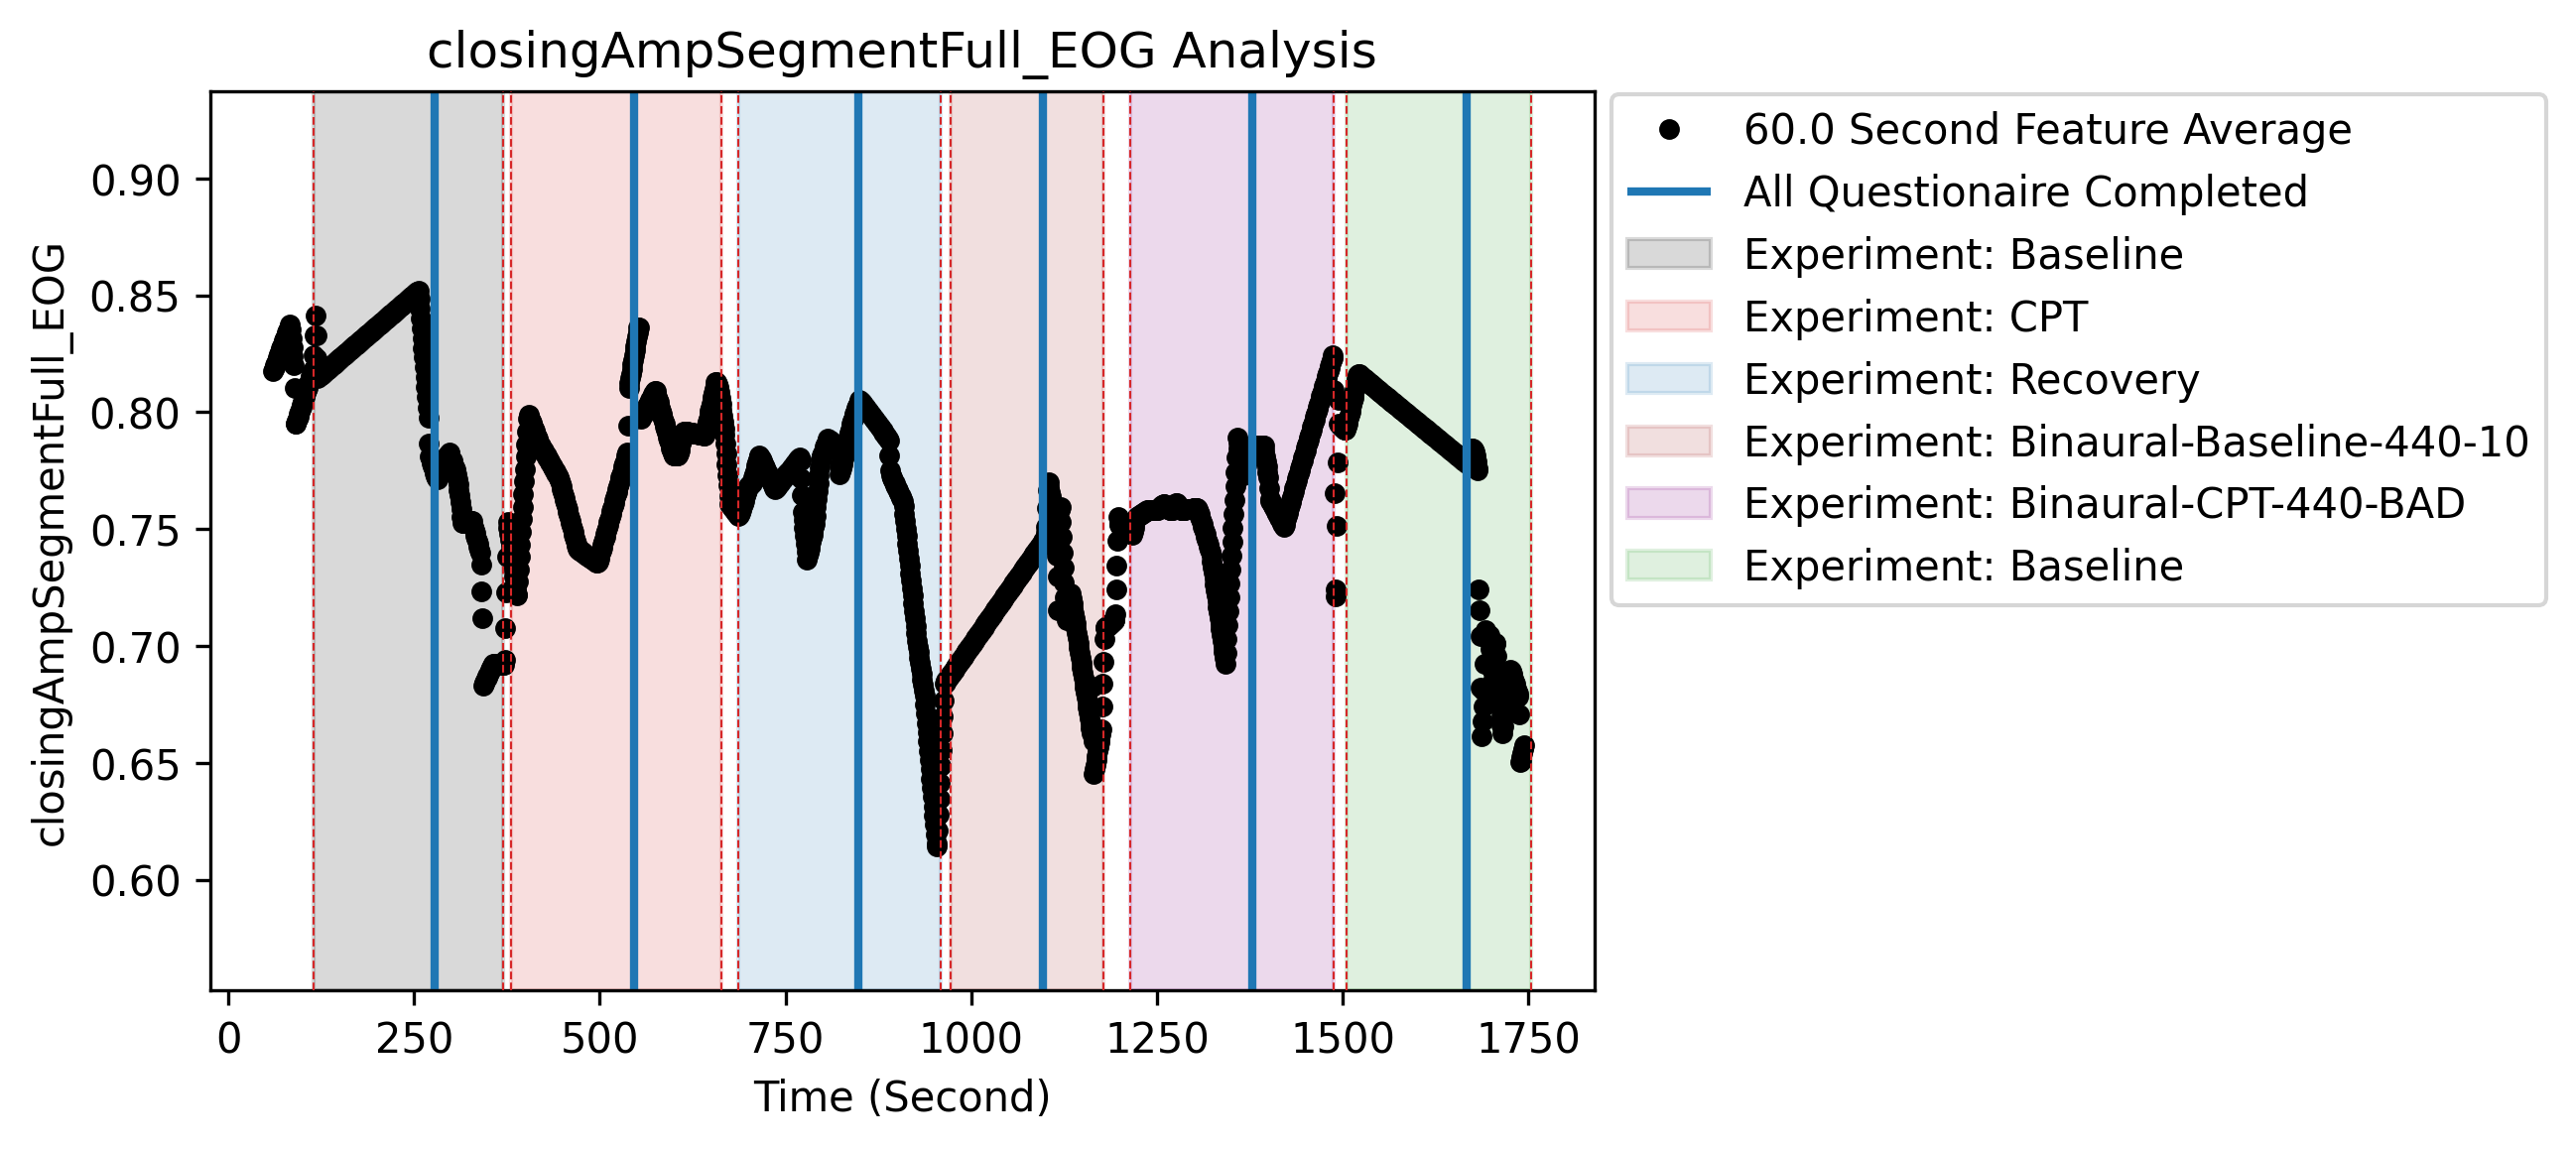 closingAmpSegmentFull_EOG Analysis
closingAmpSegmentFull_EOG
0.90
0.85
0.80
0.75
0.70
0.65
0.60
0 250 500 750 1000 1250 1500 1750
Time (Second)
60.0 Second Feature Average
All Questionaire Completed
Experiment: Baseline
Experiment: CPT
Experiment: Recovery
Experiment: Binaural-Baseline-440-10
Experiment: Binaural-CPT-440-BAD
Experiment: Baseline